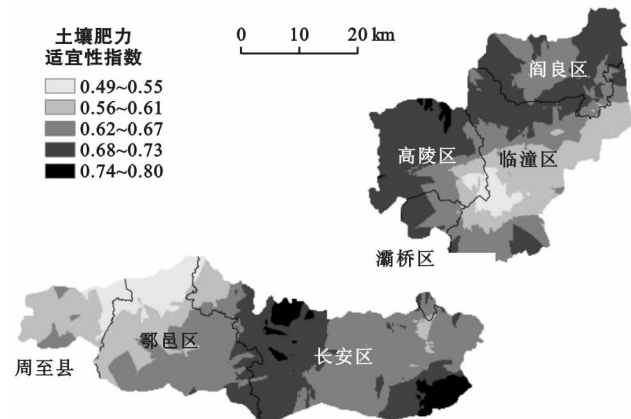 土壤肥力
适宜性指数
0.49~0.55
0.56~0.61
0.62~0.67
0.68~0.73
0.74~0.80
0 10 20 km
阎良区
高陵区
临潼区
灞桥区
鄠邑区
周至县
长安区